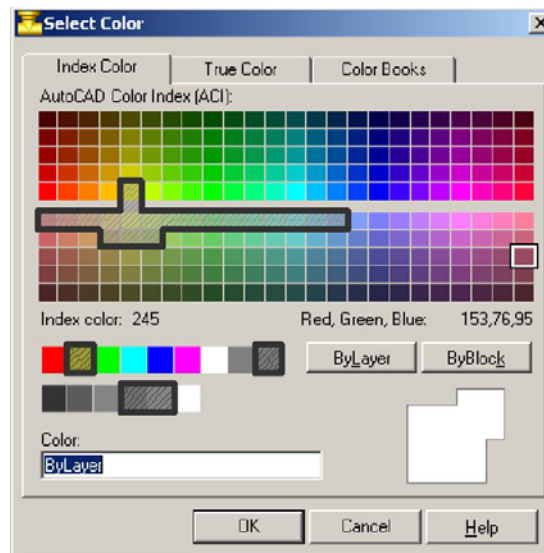 Select Color
Index Color
True Color
Color Books
AutoCAD Color Index (ACI):
Index color: 245
Red, Green, Blue: 153,76,95
ByLayer
ByBlock
Color:
ByLayer
OK
Cancel
Help